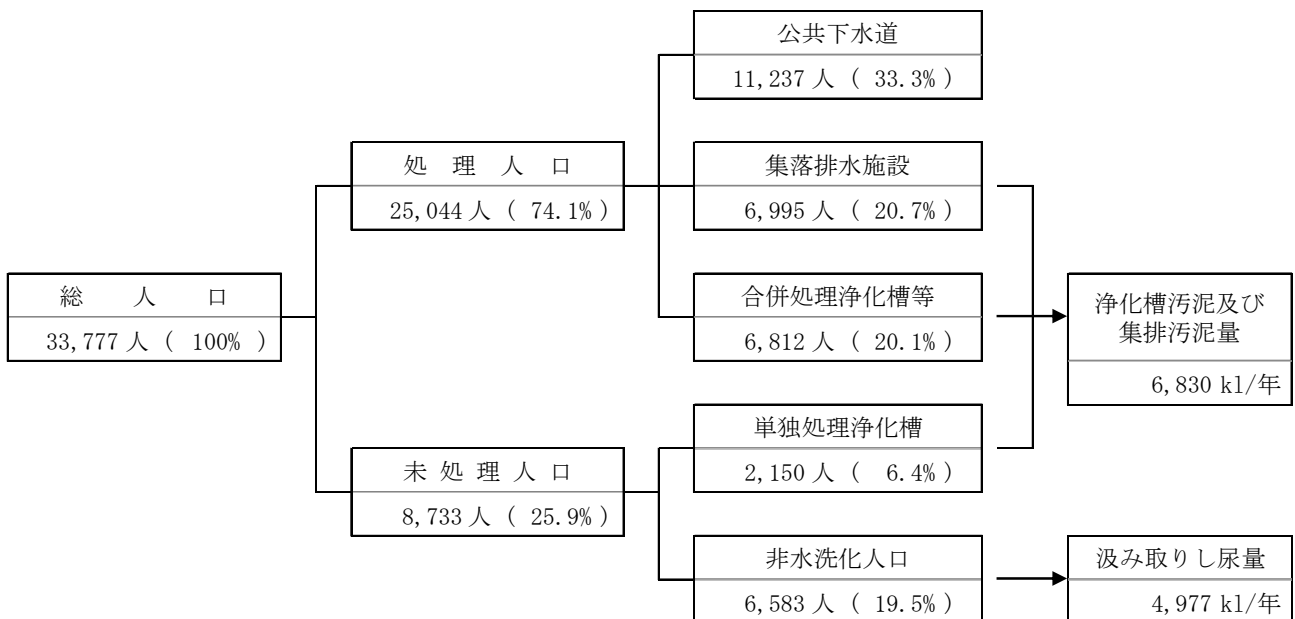 公共下水道
11,237 人 ( 33.3% )
処 理 人 口
25,044 人 ( 74.1% )
集落排水施設
6,995 人 ( 20.7% )
総 人 口
33,777 人 ( 100% )
合併処理浄化槽等
6,812 人 ( 20.1% )
浄化槽汚泥及び
集排汚泥量
6,830 kl/年
単独処理浄化槽
2,150 人 ( 6.4% )
未 処 理 人 口
8,733 人 ( 25.9% )
非水洗化人口
6,583 人 ( 19.5% )
汲み取りし尿量
4,977 kl/年